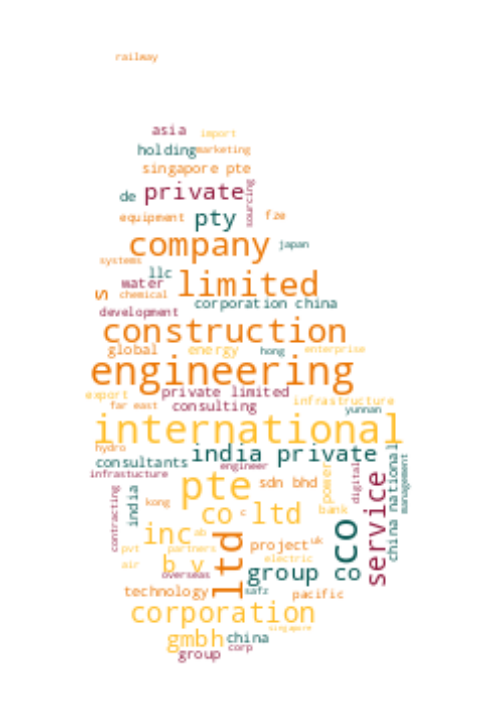 railway
asia import
holding marketing
singapore pte
de private sourcing
equipment pty fze
company japan
systems
llc
water limited
s chemical
corporation china
development
construction
global energy hong enterprise
engineering
export private limited infrastructure
far east consulting yunnan
international
hydro india private
consultants engineer
infrastucture
pte sdn bhd power digital service china national management
contracting india kong co c ltd bank
inc ab ltd project uk co
pvt partners
air b v electric
overseas group co
technology safz pacific
corporation
singapore
gmbh china
group corp